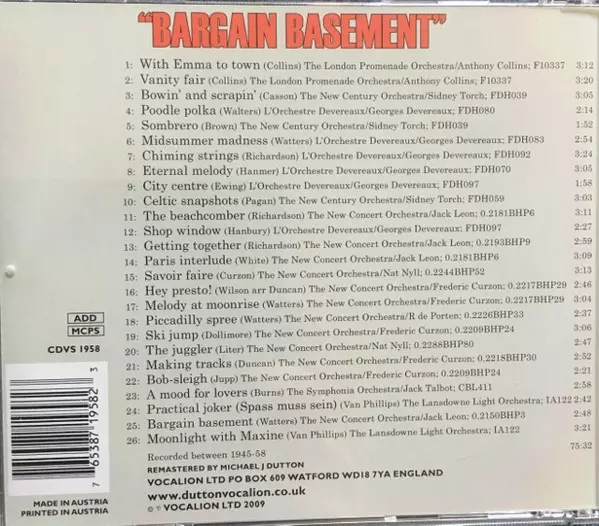 "BARGAIN BASEMENT"
1: With Emma to town (Collins) The London Promenade Orchestra/Anthony Collins; F10337 3:12
2: Vanity fair (Collins) The London Promenade Orchestra/Anthony Collins; F10337 3:20
3: Bowin' and scrapin' (Casson) The New Century Orchestra/Sidney Torch; FDH039 3:05
4: Poodle polka (Walters) L'Orchestre Devereaux/Georges Devereaux; FDH080 2:14
5: Sombrero (Brown) The New Century Orchestra/Sidney Torch; FDH039 1:52
6: Midsummer madness (Watters) L'Orchestre Devereaux/Georges Devereaux; FDH083 2:54
7: Chiming strings (Richardson) L'Orchestre Devereaux/Georges Devereaux; FDH092 3:24
8: Eternal melody (Hanmer) L'Orchestre Devereaux/Georges Devereaux; FDH070 3:05
9: City centre (Ewing) L'Orchestre Devereaux/Georges Devereaux; FDH097 1:58
10: Celtic snapshots (Pagan) The New Century Orchestra/Sidney Torch; FDH059 3:03
11: The beachcomber (Richardson) The New Concert Orchestra/Jack Leon; 0.2181BHP6 3:11
12: Shop window (Hanbury) L'Orchestre Devereaux/Georges Devereaux; FDH097 2:27
13: Getting together (Richardson) The New Concert Orchestra/Jack Leon; 0.2193BHP9 2:59
14: Paris interlude (White) The New Concert Orchestra/Jack Leon; 0.2181BHP6 3:09
15: Savoir faire (Curzon) The New Concert Orchestra/Nat Nyll; 0.2244BHP52 3:13
16: Hey presto! (Wilson arr Duncan) The New Concert Orchestra/Frederic Curzon; 0.2217BHP29 2:46
17: Melody at moonrise (Watters) The New Concert Orchestra/Frederic Curzon; 0.2217BHP29 3:04
18: Piccadilly spree (Watters) The New Concert Orchestra/R de Porten; 0.2226BHP33 2:37
19: Ski jump (Dollimore) The New Concert Orchestra/Frederic Curzon; 0.2209BHP24 3:06
20: The juggler (Liter) The New Concert Orchestra/Nat Nyll; 0.2288BHP80 2:47
21: Making tracks (Duncan) The New Concert Orchestra/Frederic Curzon; 0.2218BHP30 2:52
22: Bob-sleigh (Jupp) The New Concert Orchestra/Frederic Curzon; 0.2209BHP24 2:21
23: A mood for lovers (Burns) The Symphonia Orchestra/Jack Talbot; CBL411 2:58
24: Practical joker (Spass muss sein) (Van Phillips) The Lansdowne Light Orchestra; IA122 2:42
25: Bargain basement (Watters) The New Concert Orchestra/Jack Leon; 0.2150BHP3 2:48
26: Moonlight with Maxine (Van Phillips) The Lansdowne Light Orchestra; IA122 3:21
75:32
ADD
MCPS
CDVS 1958
7 65387 19582 3
MADE IN AUSTRIA
PRINTED IN AUSTRIA
Recorded between 1945-58
REMASTERED BY MICHAEL J DUTTON
VOCALION LTD PO BOX 609 WATFORD WD18 7YA ENGLAND
www.duttonvocalion.co.uk
© ℗ VOCALION LTD 2009